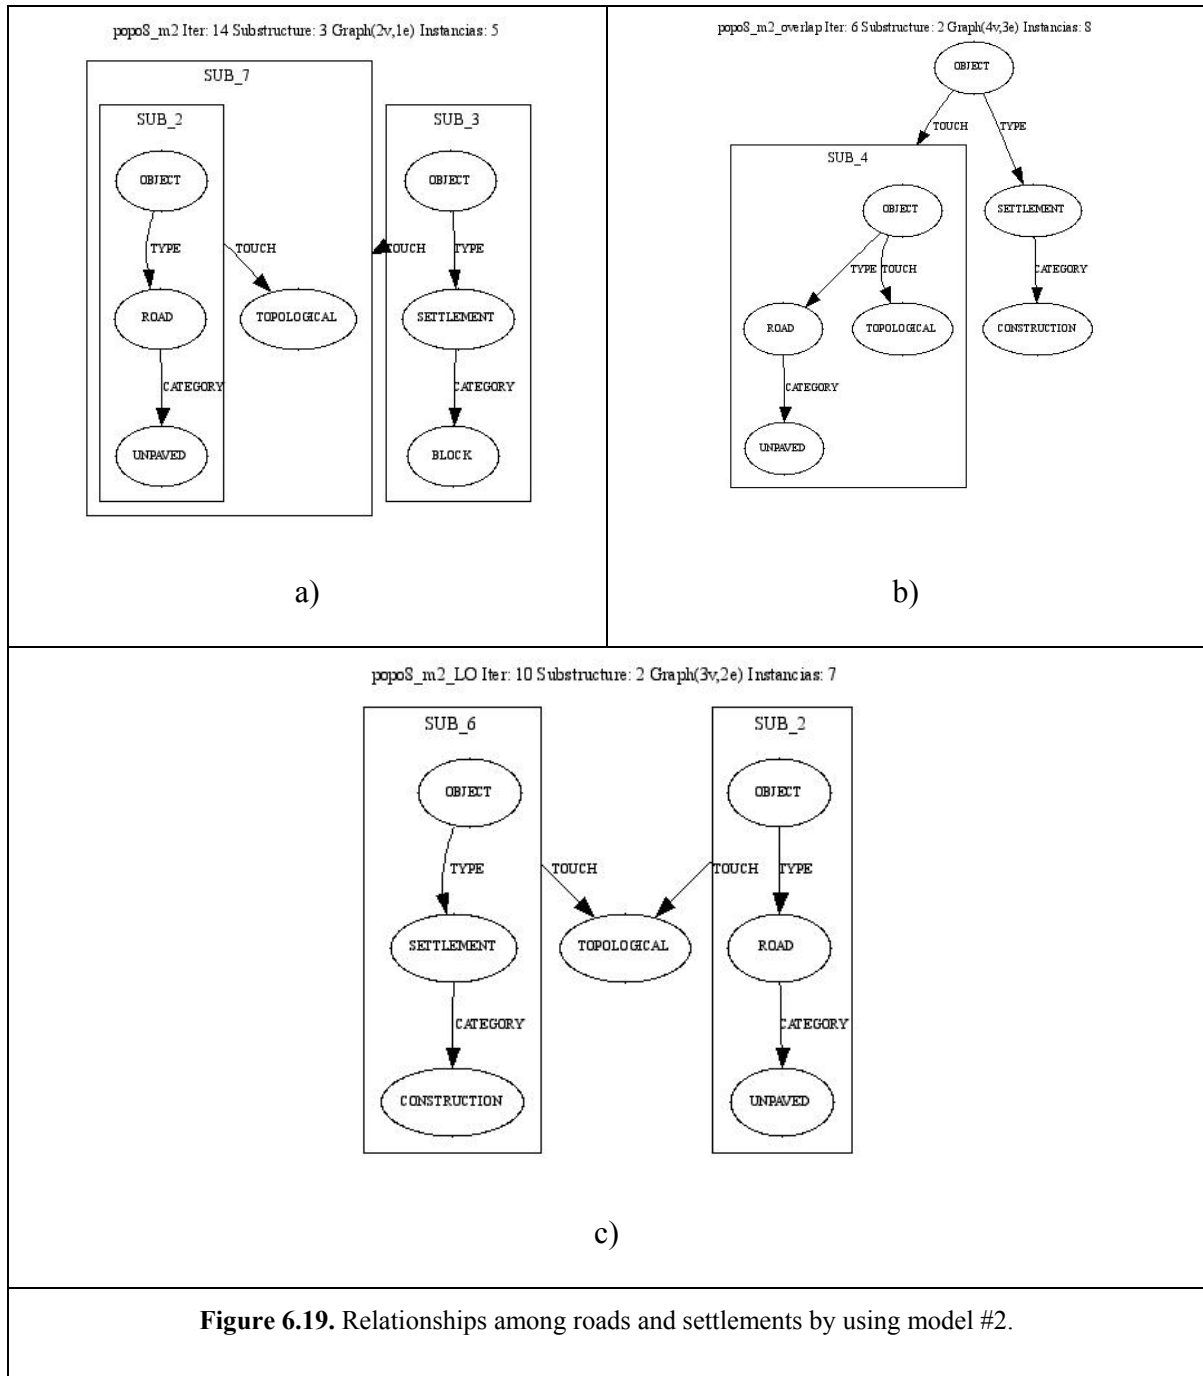 popo8_m2 Iter: 14 Substructure: 3 Graph(2v,1e) Instancias: 5
SUB_7
SUB_2
SUB_3
OBJECT
OBJECT
TYPE
TOUCH
TOUCH
TYPE
ROAD
TOPOLOGICAL
SETTLEMENT
CATEGORY
CATEGORY
UNPAVED
BLOCK
a)
popo8_m2_overlap Iter: 6 Substructure: 2 Graph(4v,3e) Instancias: 8
OBJECT
TOUCH
TYPE
SUB_4
OBJECT
SETTLEMENT
TYPE
TOUCH
CATEGORY
ROAD
TOPOLOGICAL
CONSTRUCTION
CATEGORY
UNPAVED
b)
popo8_m2_LO Iter: 10 Substructure: 2 Graph(3v,2e) Instancias: 7
SUB_6
SUB_2
OBJECT
OBJECT
TYPE
TOUCH
TOUCH
TYPE
SETTLEMENT
TOPOLOGICAL
ROAD
CATEGORY
CATEGORY
CONSTRUCTION
UNPAVED
c)
Figure 6.19. Relationships among roads and settlements by using model #2.